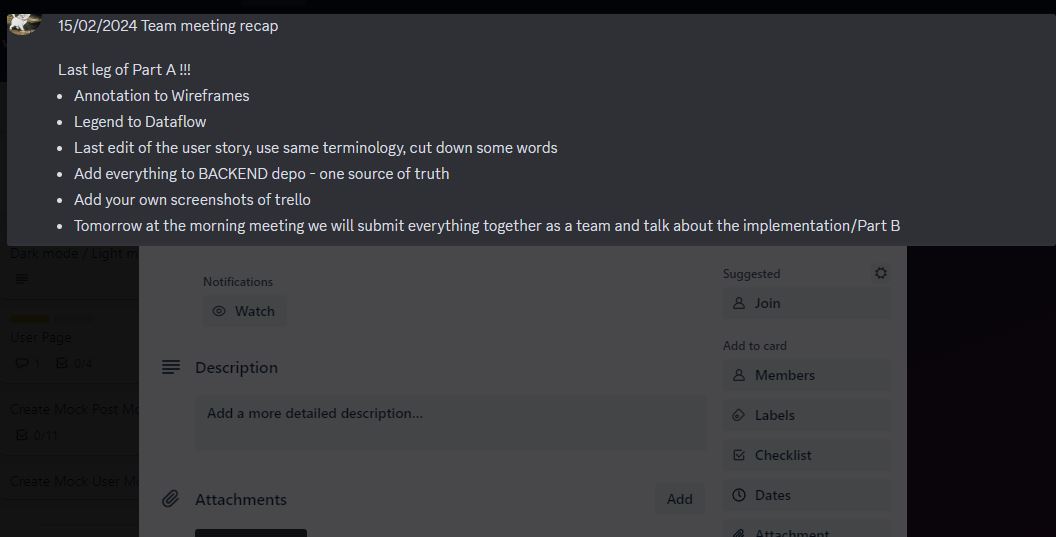 15/02/2024 Team meeting recap
Last leg of Part A !!!
• Annotation to Wireframes
• Legend to Dataflow
• Last edit of the user story, use same terminology, cut down some words
• Add everything to BACKEND depo - one source of truth
• Add your own screenshots of trello
• Tomorrow at the morning meeting we will submit everything together as a team and talk about the implementation/Part B
Dark mode / Light m
User Page
1 0/4
Create Mock Post Mo
0/11
Create Mock User Mo
Notifications
Watch
Description
Add a more detailed description...
Attachments
Add
Suggested
Join
Add to card
Members
Labels
Checklist
Dates
Attachment